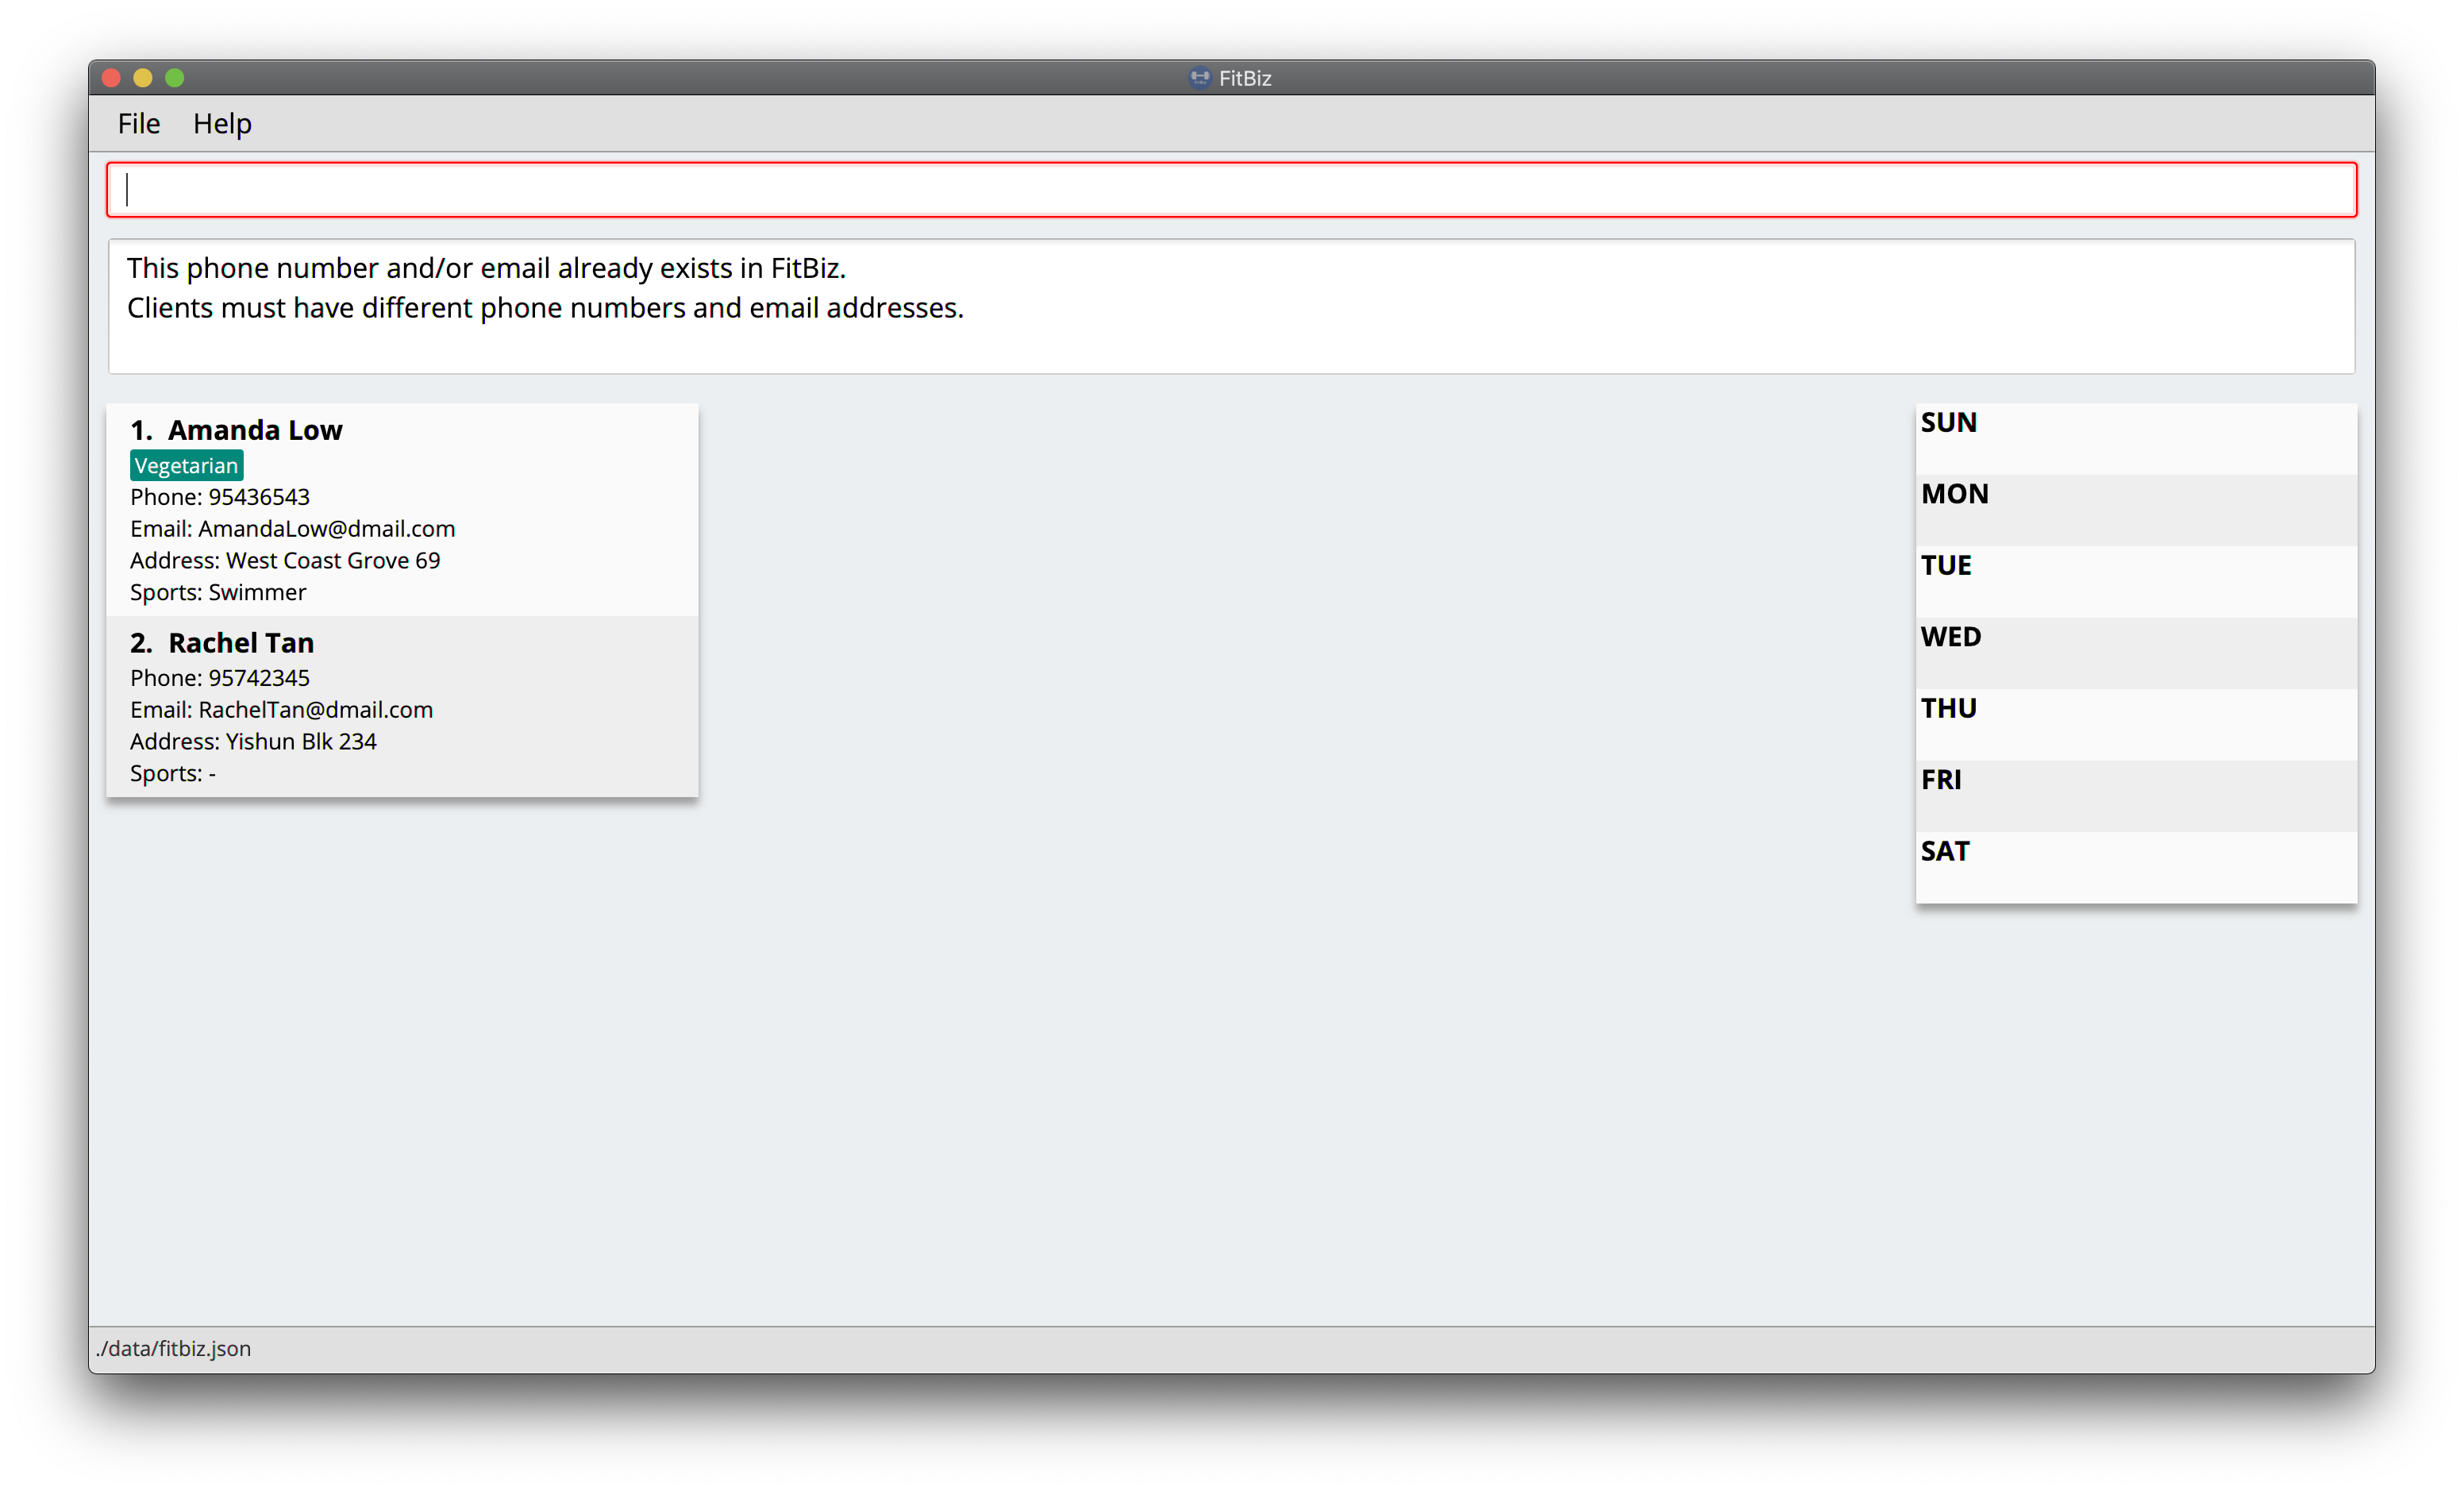 FitBiz
File Help
This phone number and/or email already exists in FitBiz.
Clients must have different phone numbers and email addresses.
1. Amanda Low
Vegetarian
Phone: 95436543
Email: AmandaLow@dmail.com
Address: West Coast Grove 69
Sports: Swimmer
2. Rachel Tan
Phone: 95742345
Email: RachelTan@dmail.com
Address: Yishun Blk 234
Sports: -
SUN
MON
TUE
WED
THU
FRI
SAT
./data/fitbiz.json